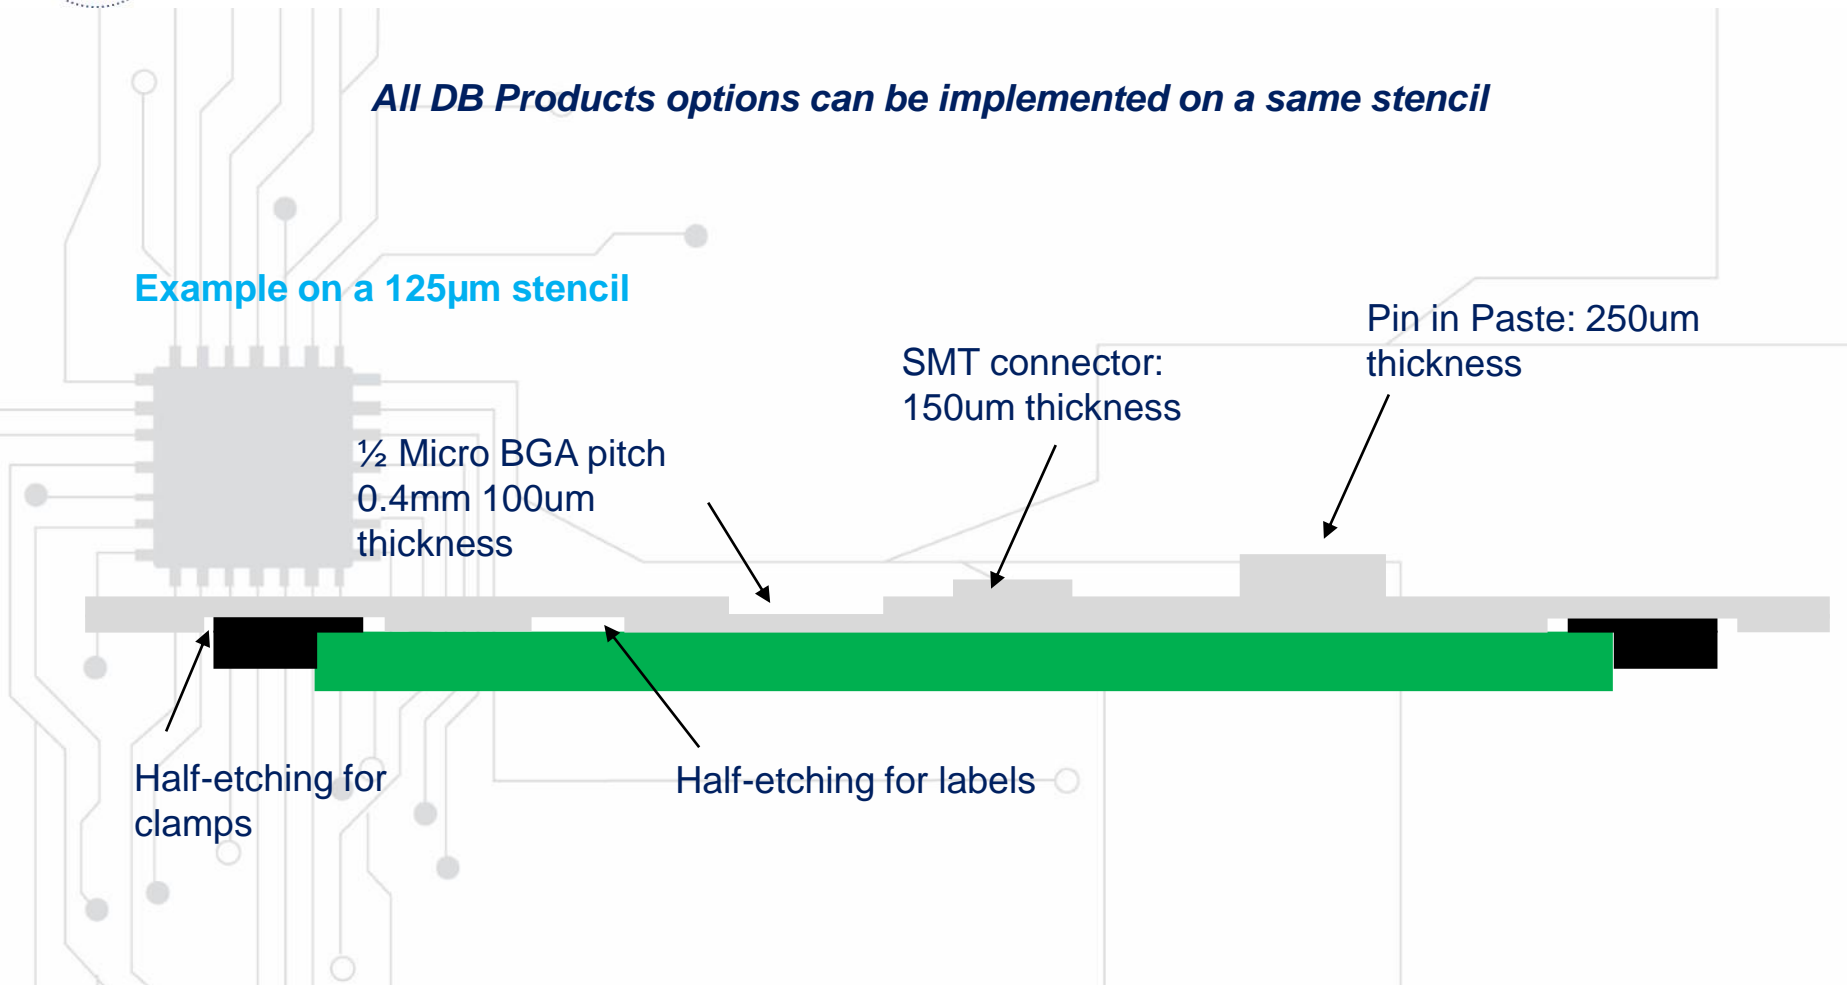 All DB Products options can be implemented on a same stencil
Example on a 125µm stencil
Pin in Paste: 250um
thickness
SMT connector:
150um thickness
½ Micro BGA pitch
0.4mm 100um
thickness
Half-etching for
clamps
Half-etching for labels